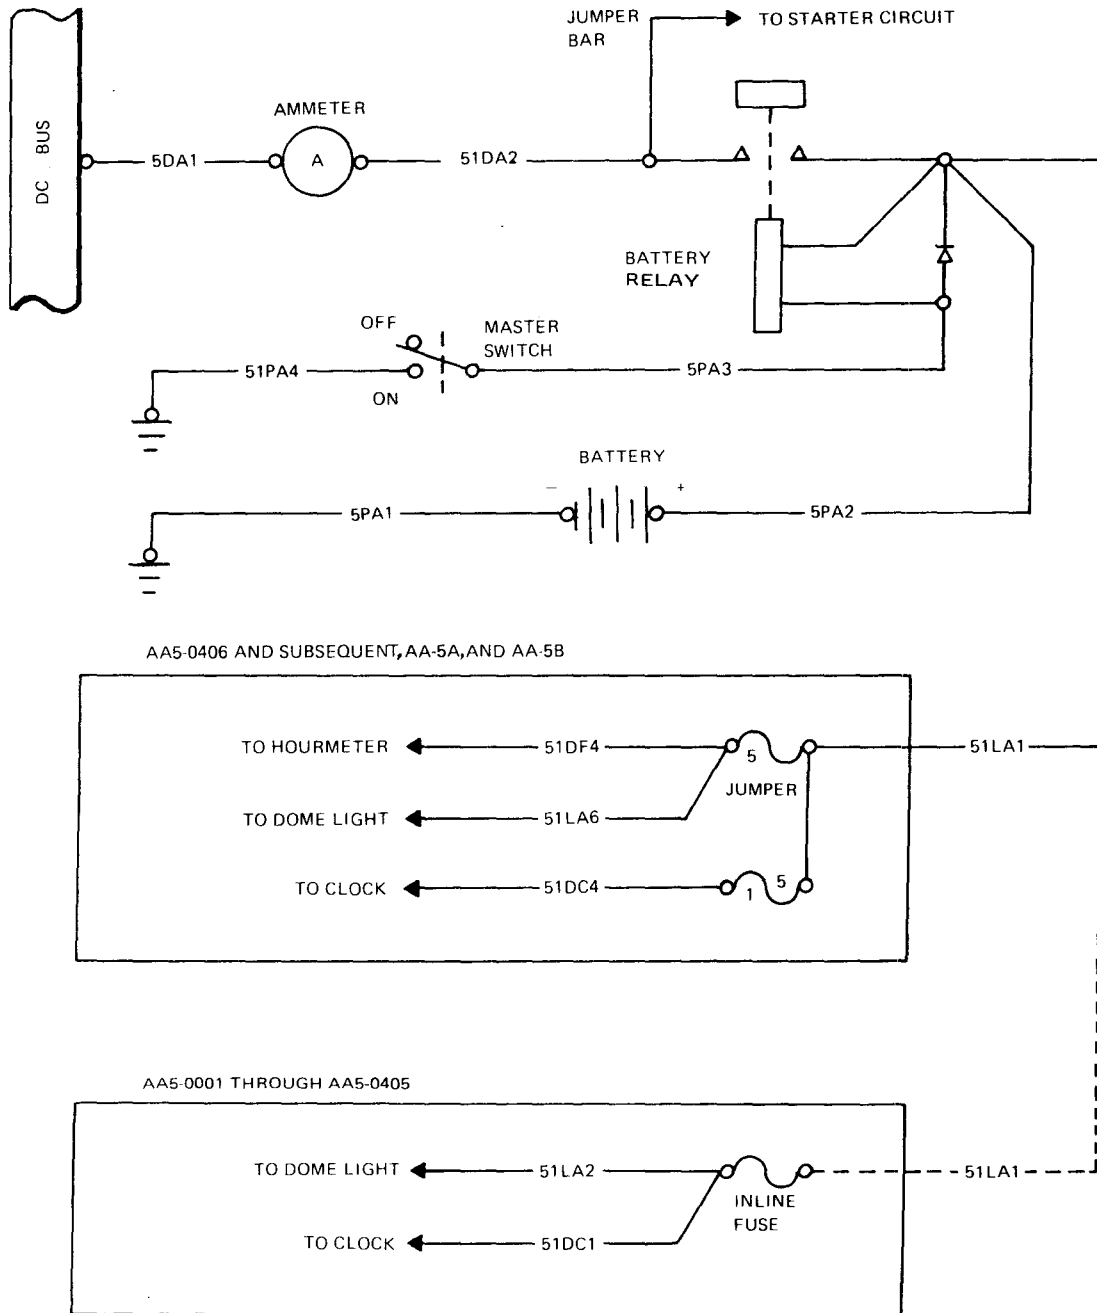 JUMPER
BAR
TO STARTER CIRCUIT
AMMETER
DC BUS
5DA1
A
51DA2
BATTERY
RELAY
OFF
MASTER
SWITCH
51PA4
5PA3
ON
BATTERY
- +
5PA1
5PA2
AA5-0406 AND SUBSEQUENT, AA-5A, AND AA-5B
TO HOURMETER
51DF4
5
51LA1
JUMPER
TO DOME LIGHT
51LA6
TO CLOCK
51DC4
1 5
AA5-0001 THROUGH AA5-0405
TO DOME LIGHT
51LA2
51LA1
INLINE
FUSE
TO CLOCK
51DC1